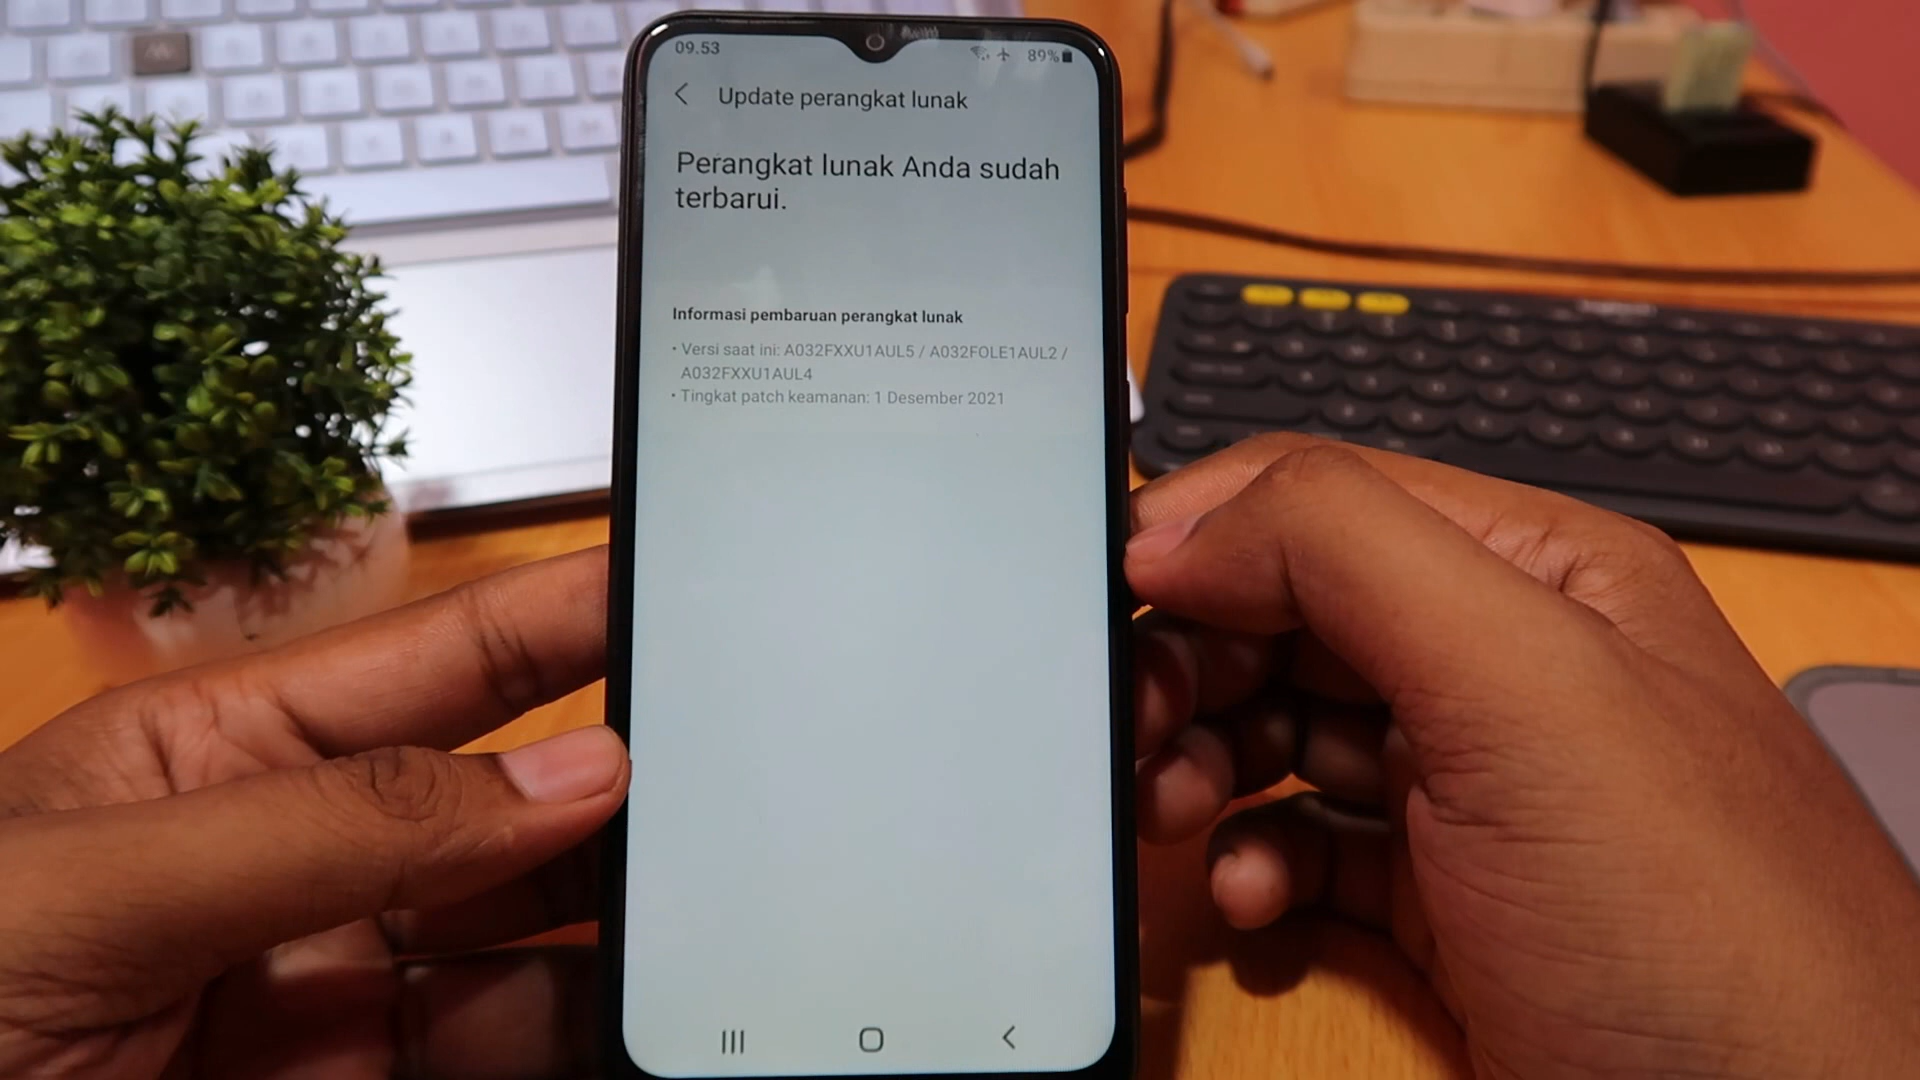 09.53
89%
Update perangkat lunak
Perangkat lunak Anda sudah
terbarui.
Informasi pembaruan perangkat lunak
• Versi saat ini: A032FXXU1AUL5 / A032FOLE1AUL2 /
A032FXXU1AUL4
• Tingkat patch keamanan: 1 Desember 2021